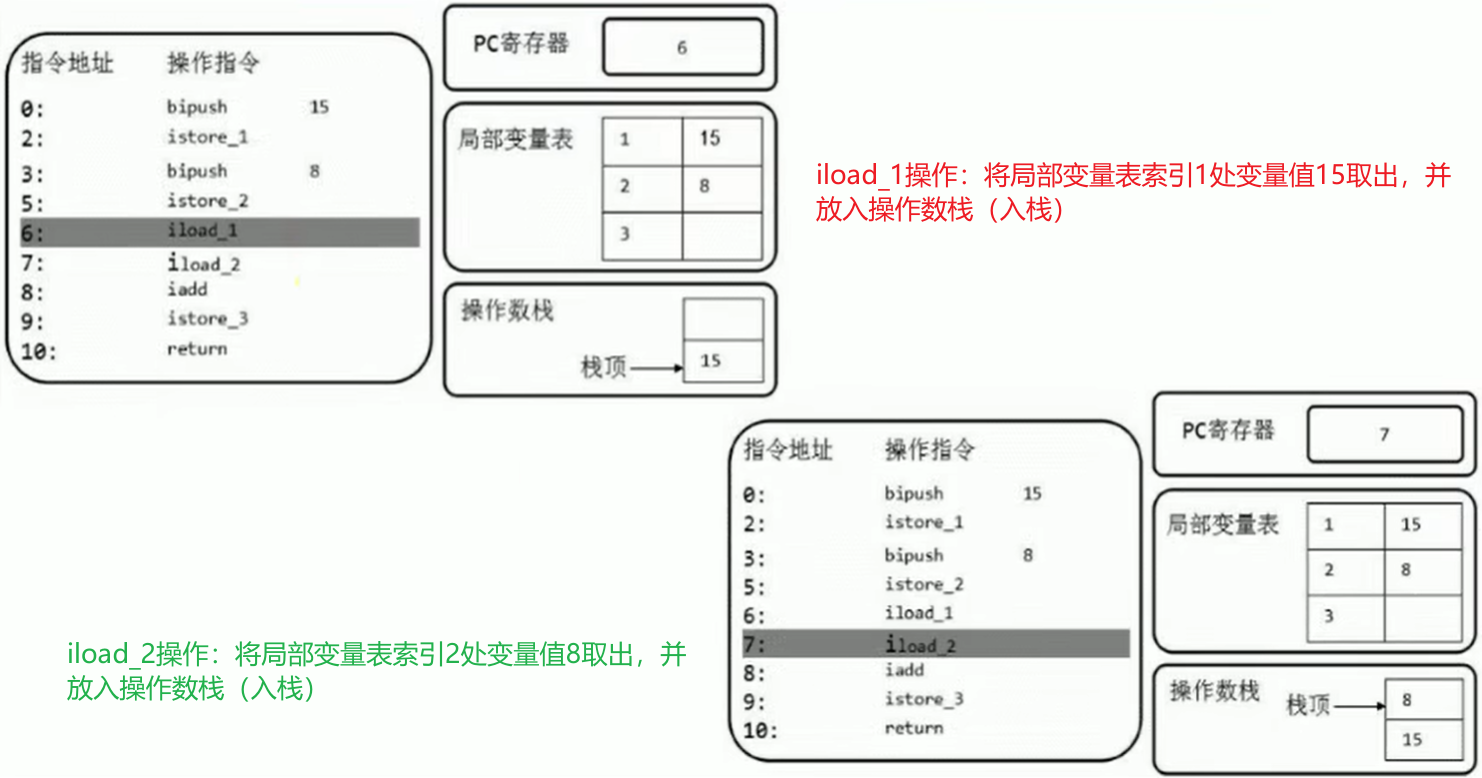 指令地址 操作指令
0: bipush 15
2: istore_1
3: bipush 8
5: istore_2
6: iload_1
7: iload_2
8: iadd
9: istore_3
10: return
PC寄存器 6
局部变量表 1 15
2 8
3
操作数栈
栈顶 15
iload_1操作：将局部变量表索引1处变量值15取出，并
放入操作数栈（入栈）
iload_2操作：将局部变量表索引2处变量值8取出，并
放入操作数栈（入栈）
指令地址 操作指令
0: bipush 15
2: istore_1
3: bipush 8
5: istore_2
6: iload_1
7: iload_2
8: iadd
9: istore_3
10: return
PC寄存器 7
局部变量表 1 15
2 8
3
操作数栈 栈顶 8
15